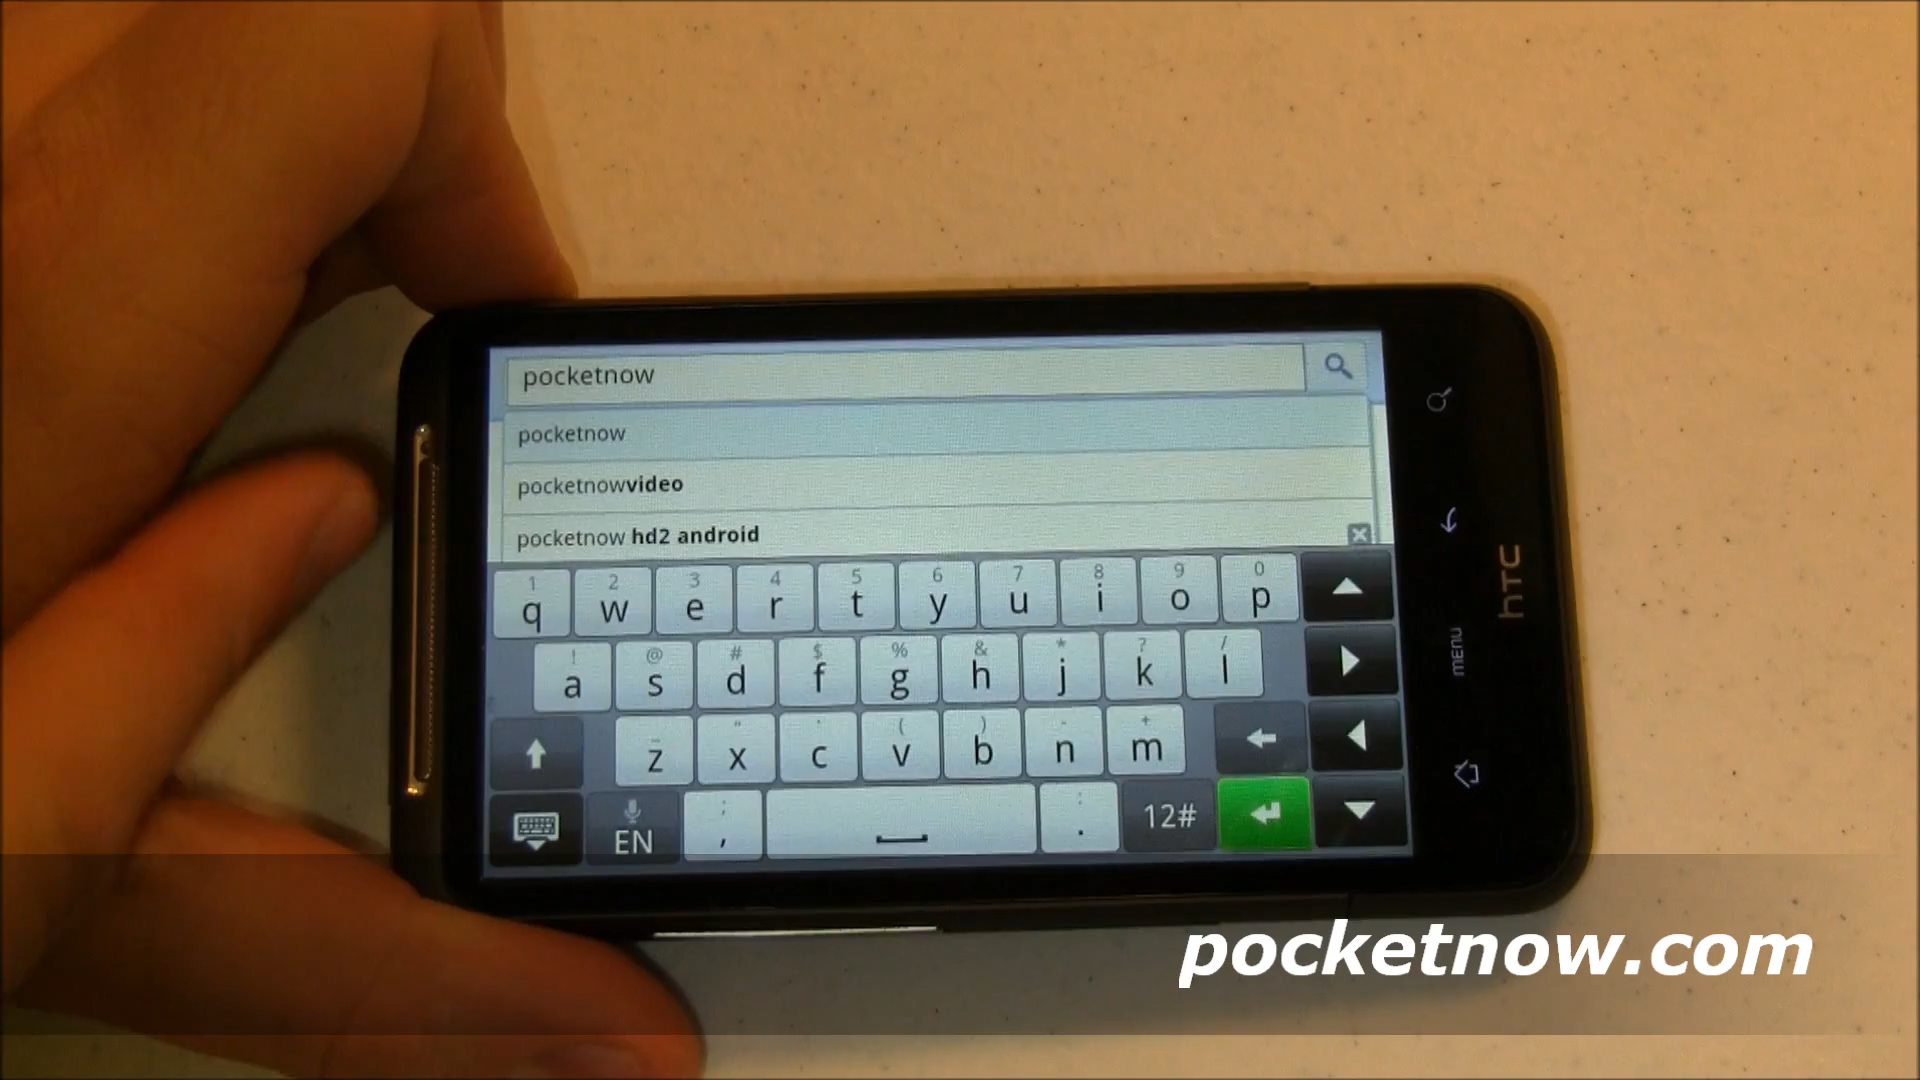 pocketnow
pocketnow
pocketnowvideo
pocketnow hd2 android
1 2 3 4 5 6 7 8 9 0
q w e r t y u i o p
! @ # $ % & * ? /
a s d f g h j k l
_ " ' ( ) - +
z x c v b n m
EN , ; . : 12#
menu
hTC
pocketnow.com